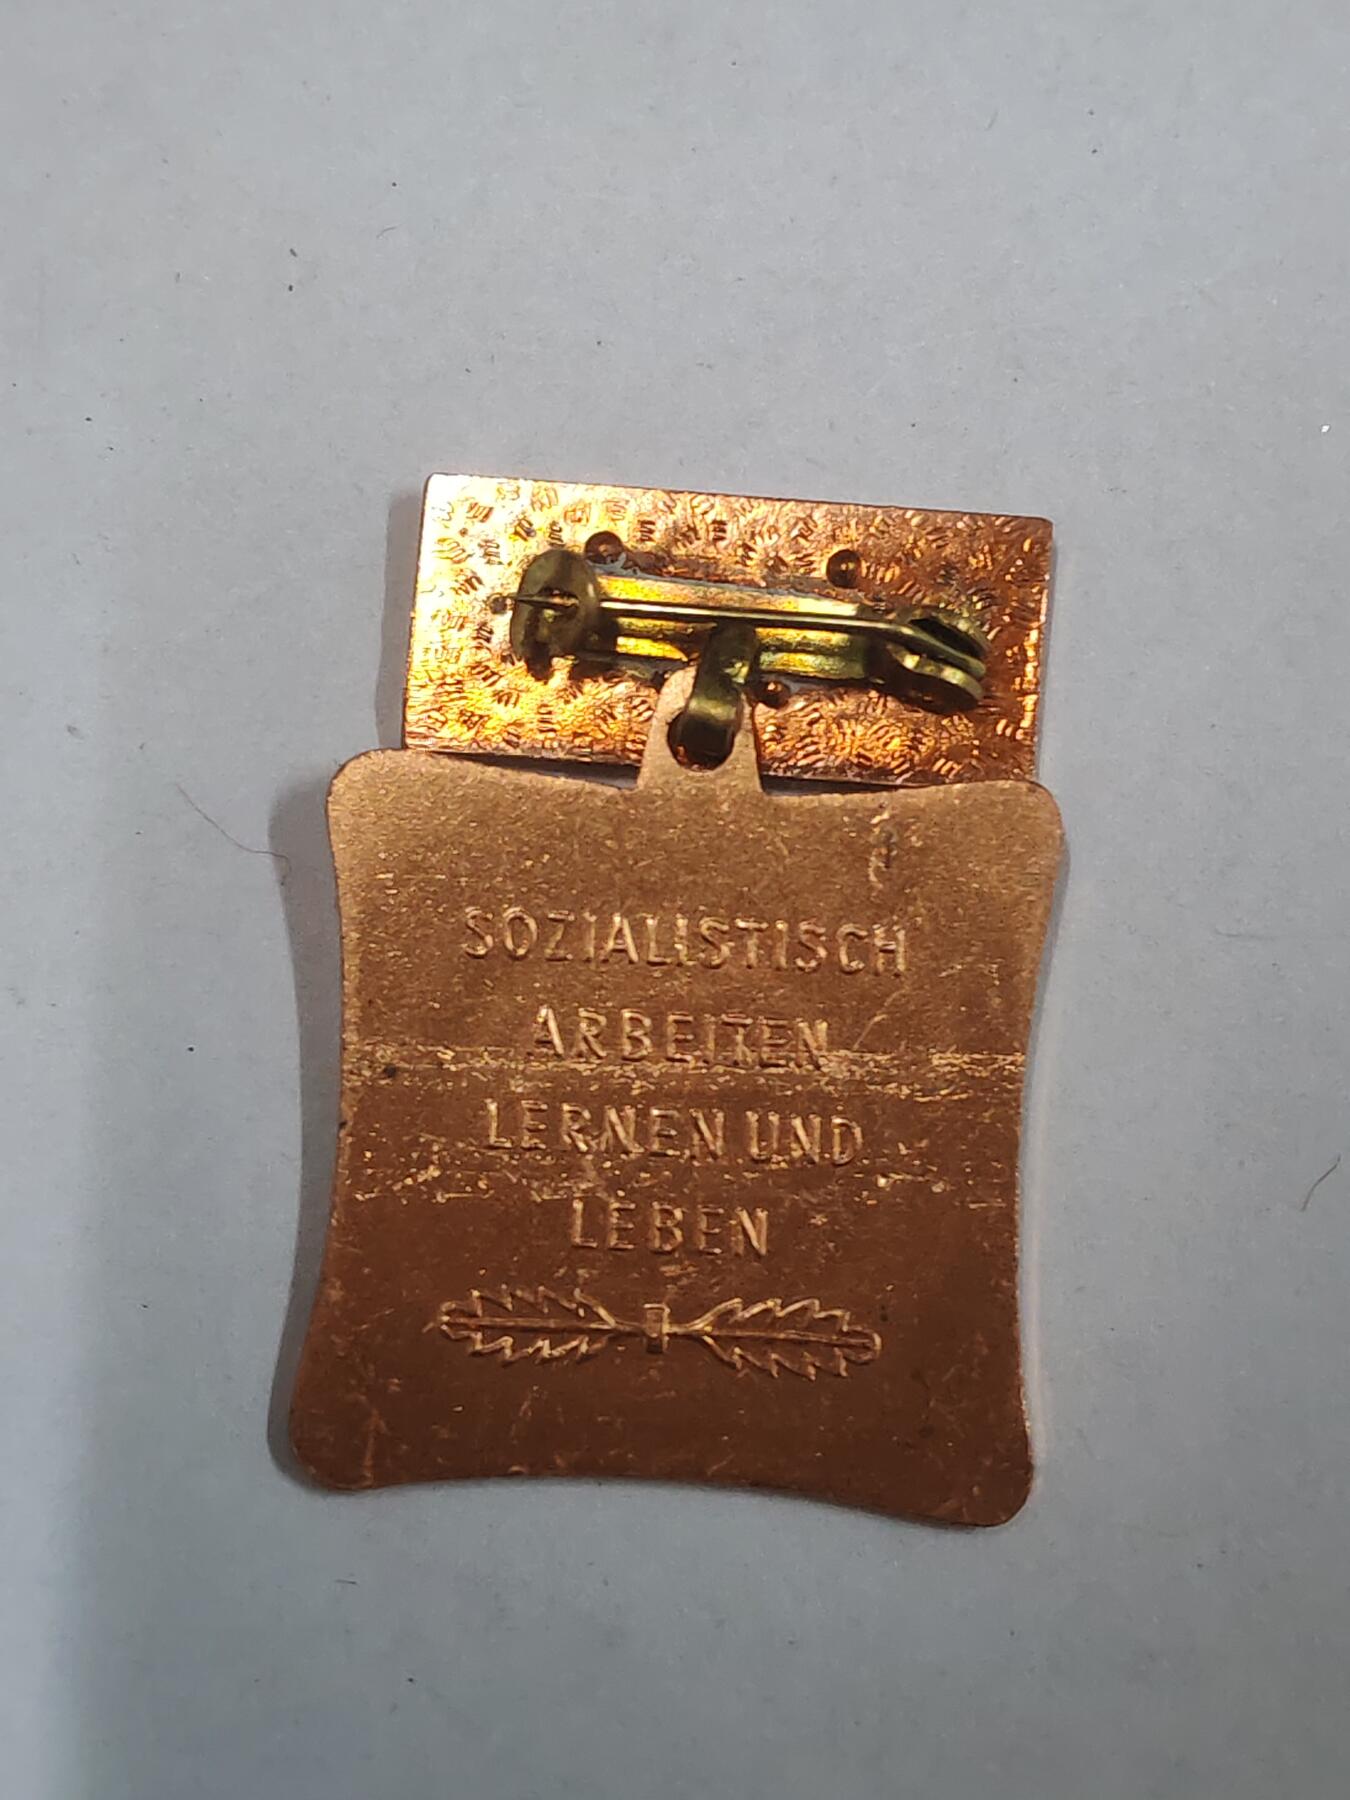 SOZIALISTISCH
ARBEITEN
LERNEN UND
LEBEN